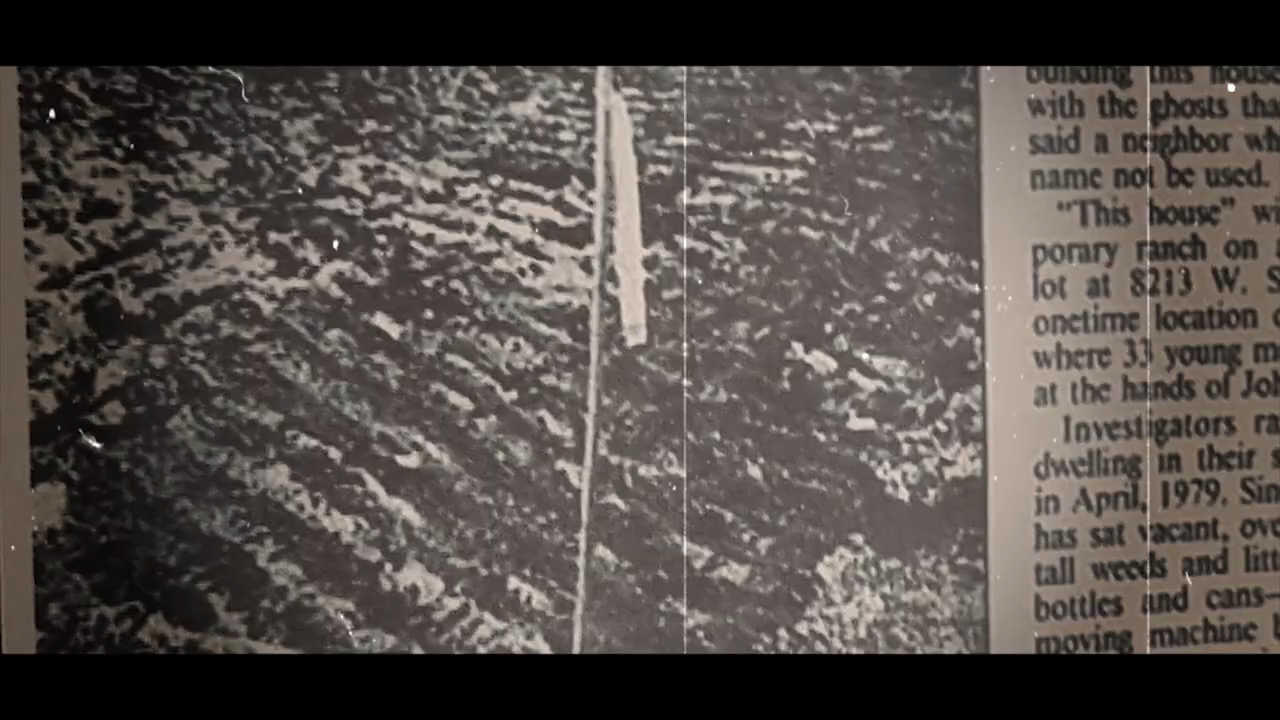 building this house
with the ghosts tha
said a neighbor wh
name not be used.
"This house" wi
porary ranch on
lot at 8213 W. S
onetime location
where 33 young m
at the hands of Joh
Investigators ra
dwelling in their s
in April, 1979. Sin
has sat vacant, ove
tall weeds and litt
bottles and cans—
moving machine